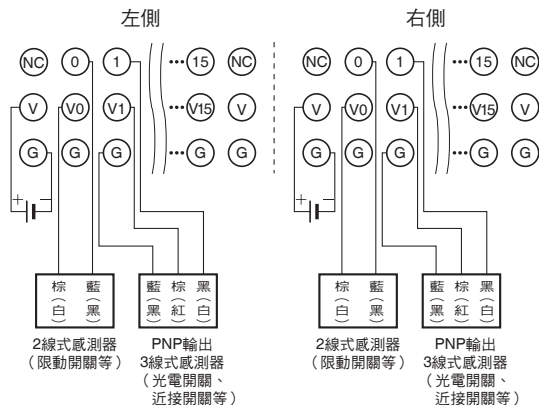 左側
右側
NC 0 1 ···15 NC
NC 0 1 ···15 NC
V V0 V1 ···V15 V
V V0 V1 ···V15 V
G G G ···G G
G G G ···G G
+ −
+ −
棕(白) 藍(黑)
藍(黑) 棕(紅) 黑(白)
棕(白) 藍(黑)
藍(黑) 棕(紅) 黑(白)
2線式感測器
(限動開關等)
PNP輸出
3線式感測器
(光電開關、
近接開關等)
2線式感測器
(限動開關等)
PNP輸出
3線式感測器
(光電開關、
近接開關等)